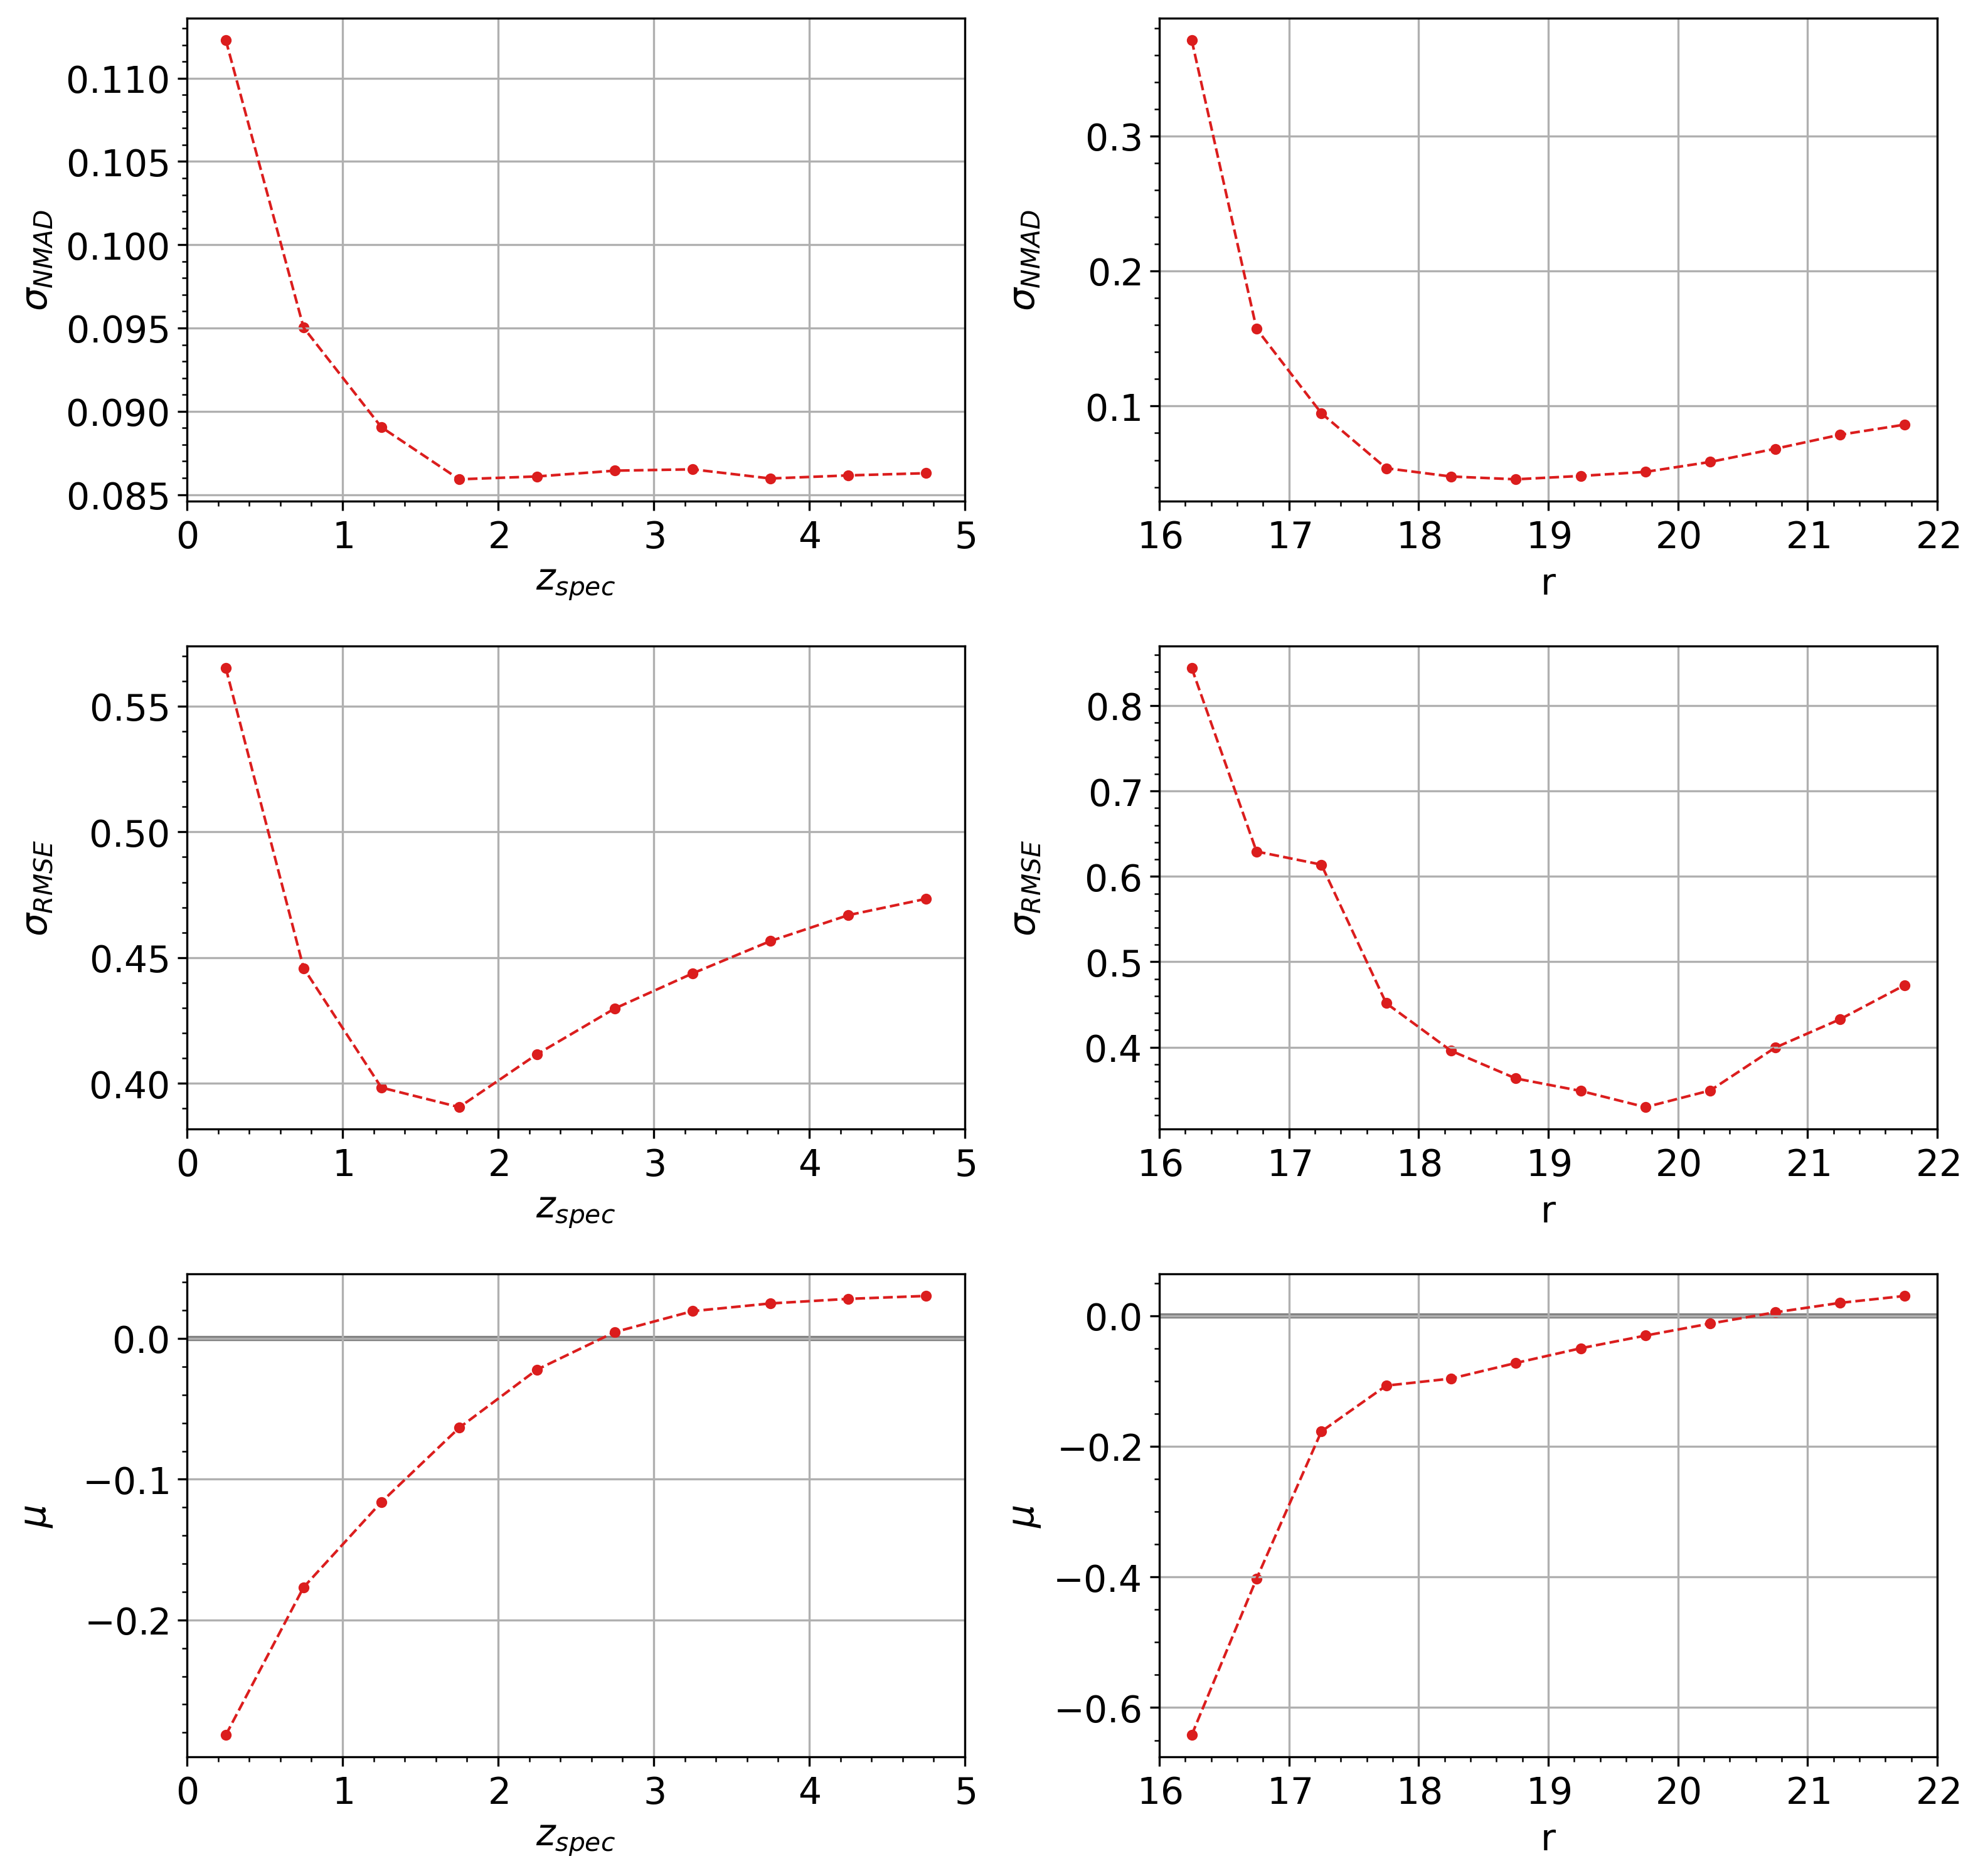 0.110
0.105
0.100
0.095
0.090
0.085
σNMAD
0 1 2 3 4 5
zspec
0.3
0.2
0.1
σNMAD
16 17 18 19 20 21 22
r
0.55
0.50
0.45
0.40
σRMSE
0 1 2 3 4 5
zspec
0.8
0.7
0.6
0.5
0.4
σRMSE
16 17 18 19 20 21 22
r
0.0
−0.1
−0.2
μ
0 1 2 3 4 5
zspec
0.0
−0.2
−0.4
−0.6
μ
16 17 18 19 20 21 22
r